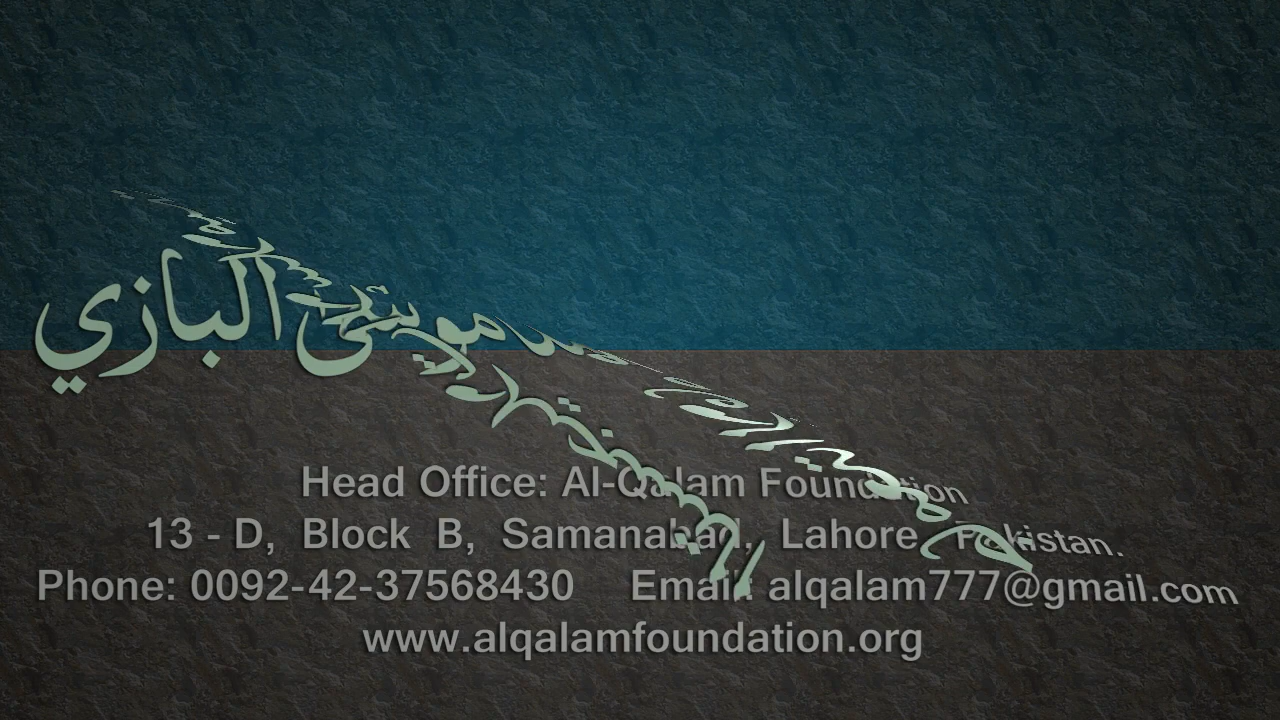 موسى البازي
Head Office: Al-Qalam Foundation
13 - D, Block B, Samanabad, Lahore, Pakistan.
Phone: 0092-42-37568430 Email: alqalam777@gmail.com
www.alqalamfoundation.org